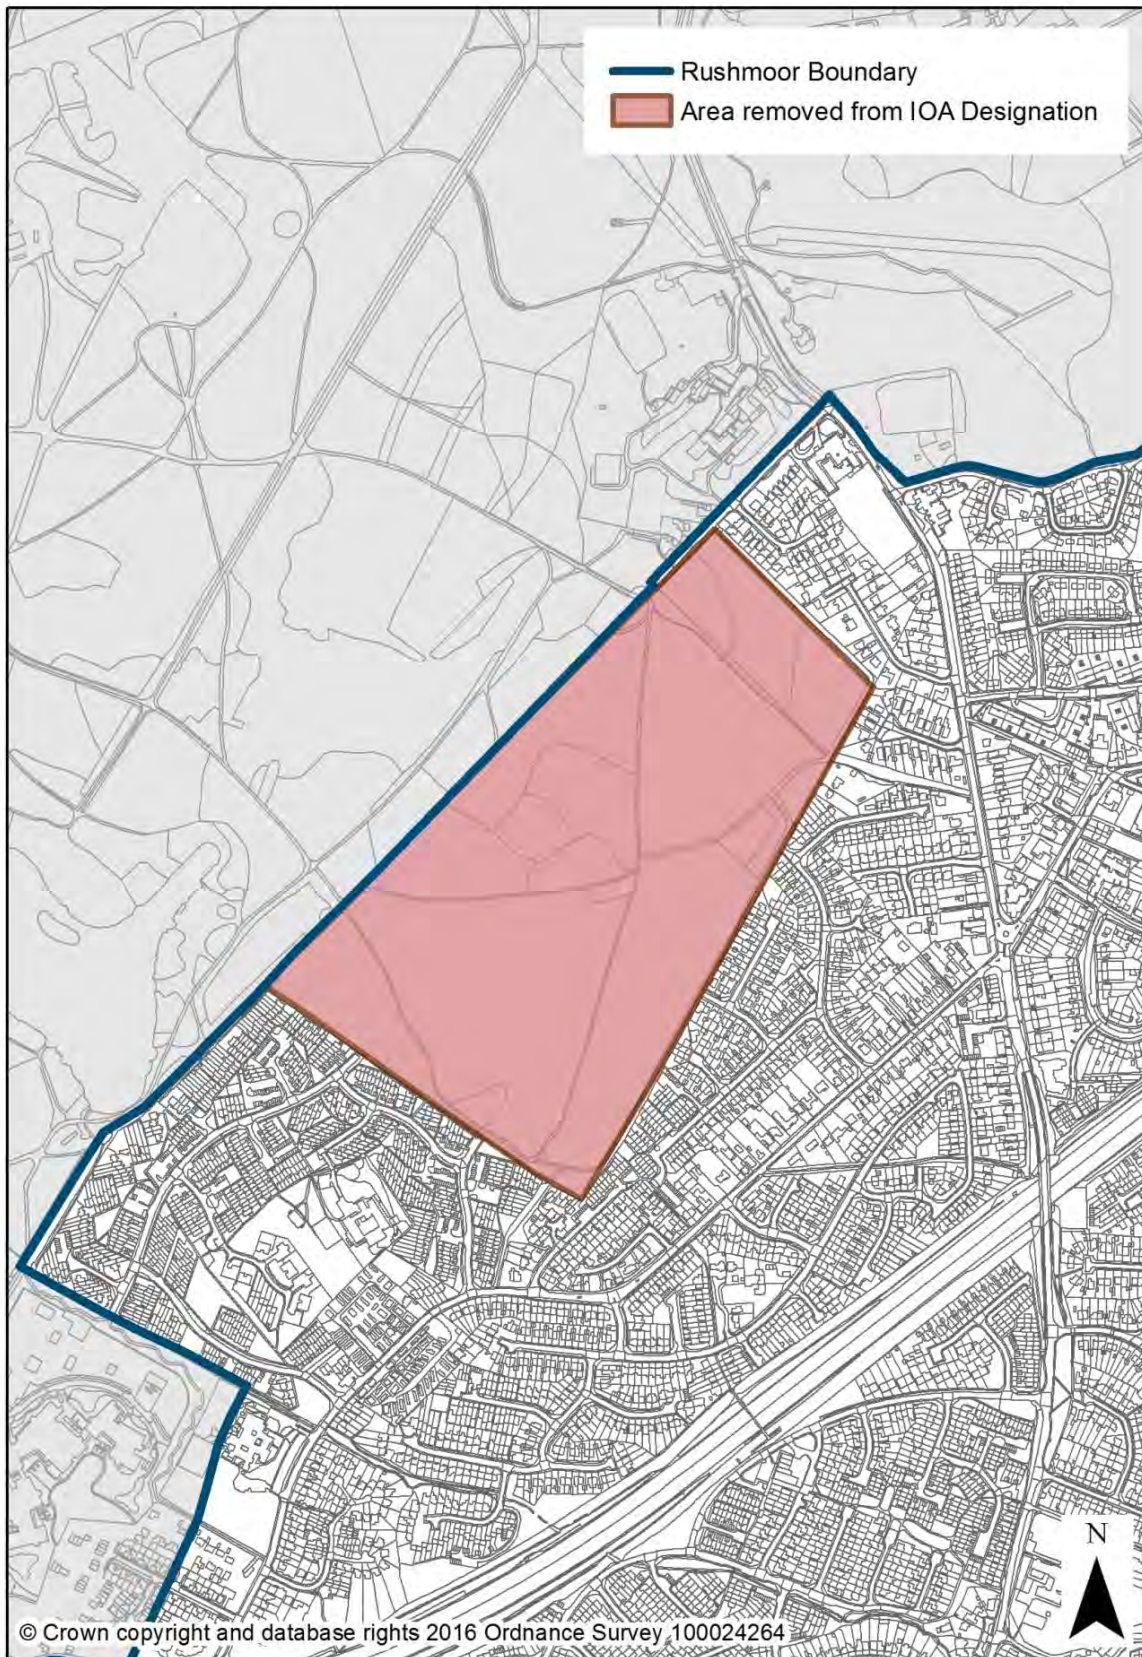 Rushmoor Boundary
Area removed from IOA Designation
N
© Crown copyright and database rights 2016 Ordnance Survey 100024264